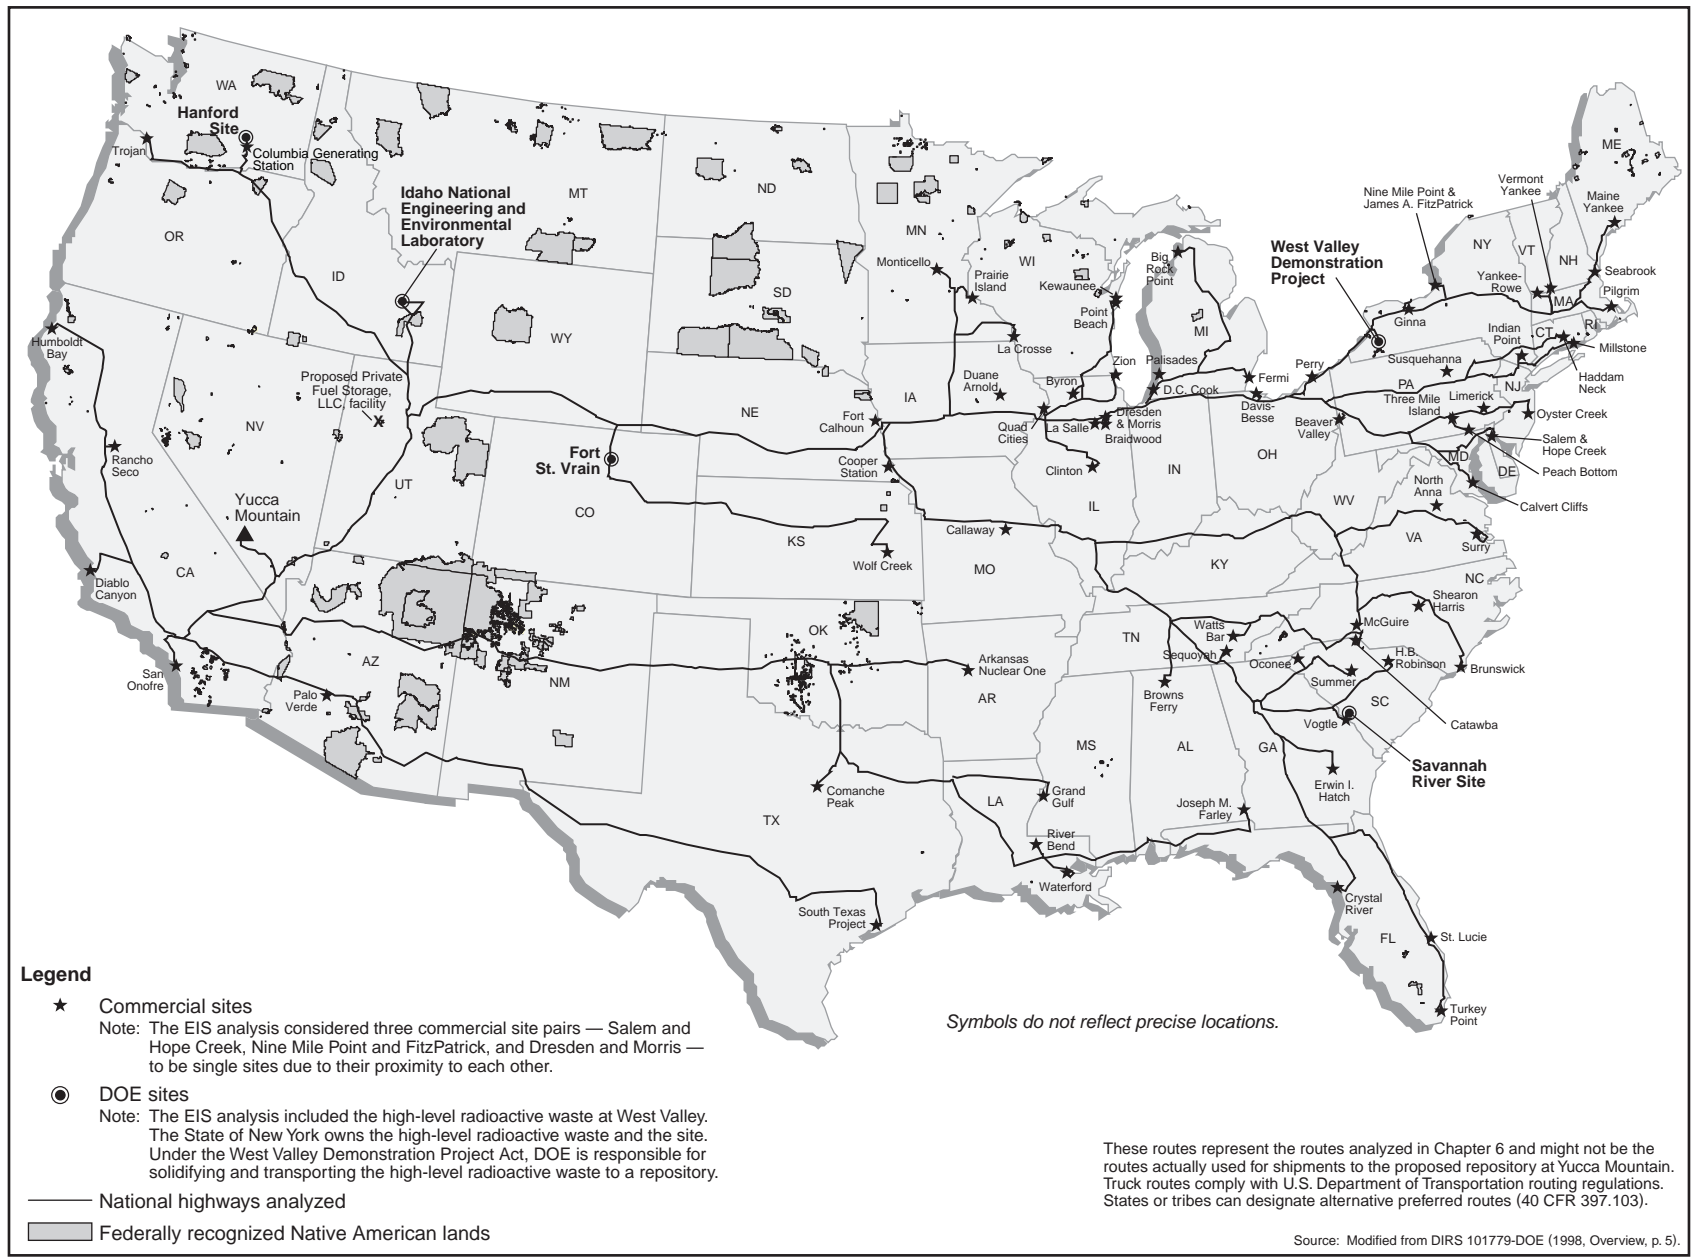 WA
Hanford
Site
Trojan
Columbia Generating
Station
Idaho National
Engineering and
Environmental
Laboratory
MT
ND
MN
OR
ID
SD
WY
WI
Monticello
Prairie
Island
Kewaunee
Point
Beach
Big
Rock
Point
MI
La Crosse
Zion
Palisades
D.C. Cook
Fermi
Davis-
Besse
Perry
Byron
Duane
Arnold
IA
NE
Fort
Calhoun
Quad
Cities
La Salle
Dresden
& Morris
Braidwood
Clinton
IL
IN
OH
Beaver
Valley
West Valley
Demonstration
Project
Nine Mile Point &
James A. FitzPatrick
Vermont
Yankee
ME
Maine
Yankee
NY
VT
NH
Yankee-
Rowe
Seabrook
Pilgrim
MA
Ginna
Indian
Point
CT
RI
Millstone
Haddam
Neck
Susquehanna
PA
NJ
Three Mile
Island
Limerick
Oyster Creek
Salem &
Hope Creek
Peach Bottom
MD
DE
Calvert Cliffs
North
Anna
WV
VA
Surry
Humboldt
Bay
Proposed Private
Fuel Storage,
LLC, facility
X
NV
Rancho
Seco
Fort
St. Vrain
UT
Yucca
Mountain
CO
Cooper
Station
KS
Wolf Creek
Callaway
MO
KY
NC
Shearon
Harris
McGuire
CA
Diablo
Canyon
San
Onofre
AZ
Palo
Verde
NM
OK
Arkansas
Nuclear One
AR
TN
Watts
Bar
Sequoyah
Browns
Ferry
Oconee
Summer
H.B.
Robinson
Brunswick
SC
Catawba
Vogtle
Savannah
River Site
MS
AL
GA
Erwin I.
Hatch
Joseph M.
Farley
Comanche
Peak
TX
LA
Grand
Gulf
River
Bend
Waterford
South Texas
Project
Crystal
River
FL
St. Lucie
Turkey
Point
Legend
Commercial sites
Note: The EIS analysis considered three commercial site pairs — Salem and
Hope Creek, Nine Mile Point and FitzPatrick, and Dresden and Morris —
to be single sites due to their proximity to each other.
DOE sites
Note: The EIS analysis included the high-level radioactive waste at West Valley.
The State of New York owns the high-level radioactive waste and the site.
Under the West Valley Demonstration Project Act, DOE is responsible for
solidifying and transporting the high-level radioactive waste to a repository.
National highways analyzed
Federally recognized Native American lands
Symbols do not reflect precise locations.
These routes represent the routes analyzed in Chapter 6 and might not be the
routes actually used for shipments to the proposed repository at Yucca Mountain.
Truck routes comply with U.S. Department of Transportation routing regulations.
States or tribes can designate alternative preferred routes (40 CFR 397.103).
Source: Modified from DIRS 101779-DOE (1998, Overview, p. 5).